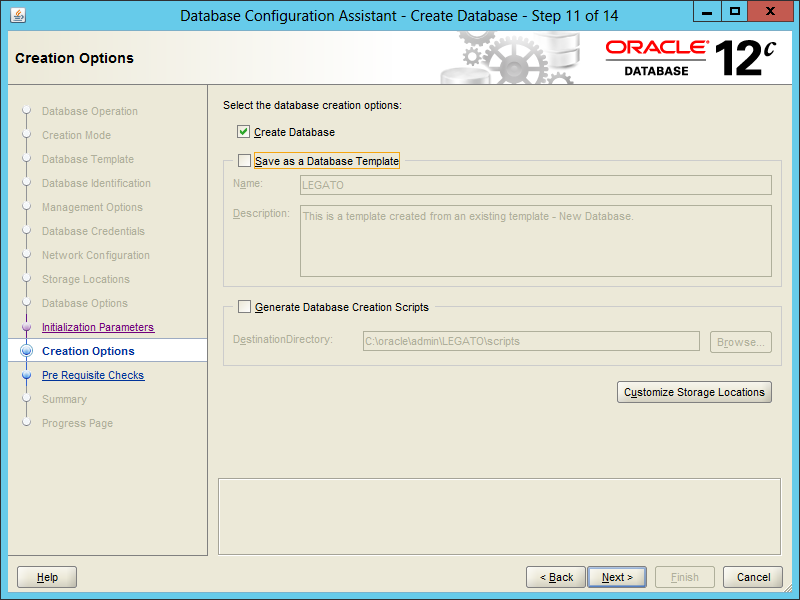 Database Configuration Assistant - Create Database - Step 11 of 14
Creation Options
ORACLE®
DATABASE
12c
Database Operation
Creation Mode
Database Template
Database Identification
Management Options
Database Credentials
Network Configuration
Storage Locations
Database Options
Initialization Parameters
Creation Options
Pre Requisite Checks
Summary
Progress Page
Select the database creation options:
Create Database
Save as a Database Template
Name:
LEGATO
Description:
This is a template created from an existing template - New Database.
Generate Database Creation Scripts
DestinationDirectory:
C:\oracle\admin\LEGATO\scripts
Browse...
Customize Storage Locations
Help
< Back
Next >
Finish
Cancel